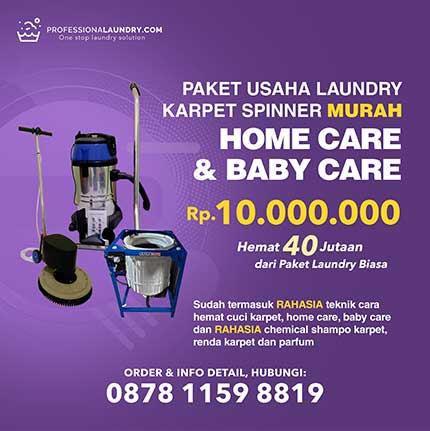 PROFESSIONALAUNDRY.COM
One stop laundry solution
PAKET USAHA LAUNDRY
KARPET SPINNER MURAH
HOME CARE
& BABY CARE
Rp.10.000.000
Hemat 40 Jutaan
dari Paket Laundry Biasa
Sudah termasuk RAHASIA teknik cara
hemat cuci karpet, home care, baby care
dan RAHASIA chemical shampo karpet,
renda karpet dan parfum
ORDER & INFO DETAIL, HUBUNGI:
0878 1159 8819